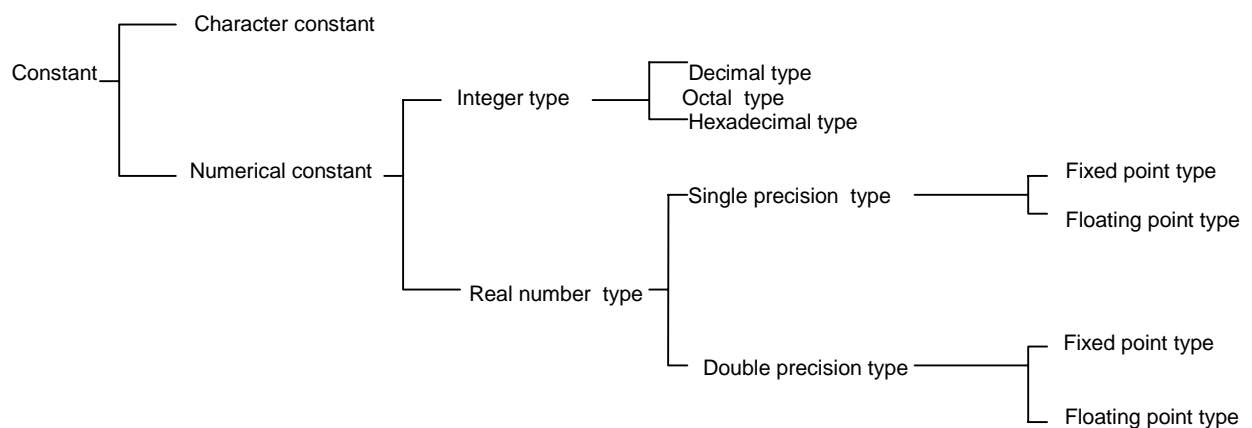 Character constant
Constant
Decimal type
Integer type
Octal type
Hexadecimal type
Numerical constant
Fixed point type
Single precision type
Floating point type
Real number type
Fixed point type
Double precision type
Floating point type